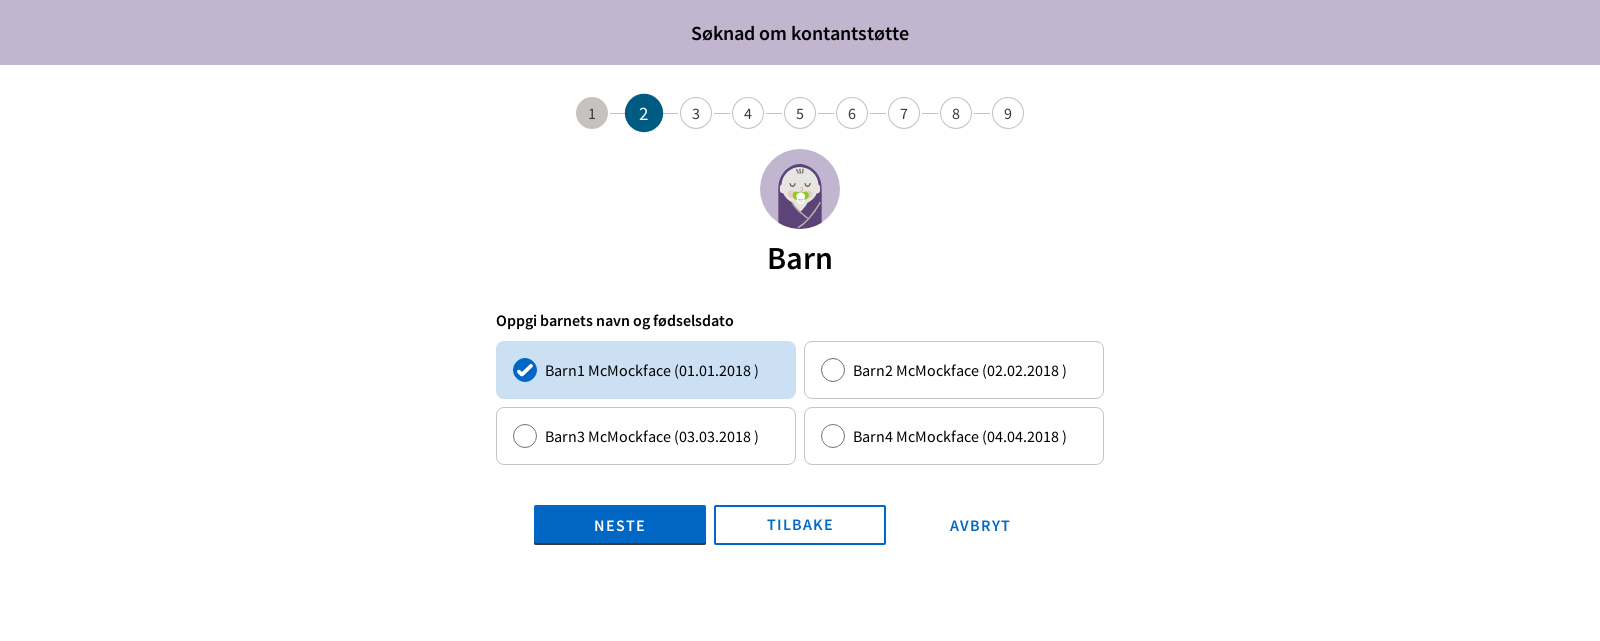 Søknad om kontantstøtte
1 2 3 4 5 6 7 8 9
Barn
Oppgi barnets navn og fødselsdato
Barn1 McMockface (01.01.2018 ) Barn2 McMockface (02.02.2018 )
Barn3 McMockface (03.03.2018 ) Barn4 McMockface (04.04.2018 )
NESTE TILBAKE AVBRYT